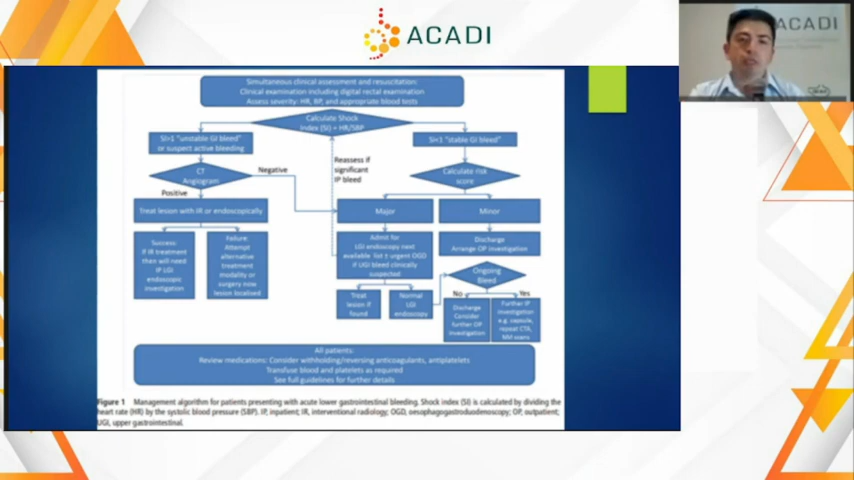 ACADI
Simultaneous clinical assessment and resuscitation:
Clinical examination including digital rectal examination
Assess severity: HR, BP, and appropriate blood tests
Calculate Shock
index (SI) = HR/SBP
SI>1 "unstable GI bleed"
or suspect active bleeding
SI<1 "stable GI bleed"
CT
Angiogram
Negative
Reassess if
significant
IP bleed
Calculate risk
score
Positive
Treat lesion with IR or endoscopically
Major
Minor
Success:
If IR treatment
then will need
IP LGI
endoscopic
investigation
Failure:
Attempt
alternative
treatment
modality or
surgery now
lesion localised
Admit for
LGI endoscopy next
available list ± urgent OGD
if UGI bleed clinically
suspected
Discharge
Arrange OP investigation
Ongoing
Bleed
No
Yes
Treat
lesion if
found
Normal
LGI
endoscopy
Discharge
Consider
further OP
investigation
Further IP
investigation
e.g. capsule,
repeat CTA,
NM scans
All patients:
Review medications: Consider withholding/reversing anticoagulants, antiplatelets
Transfuse blood and platelets as required
See full guidelines for further details
Figure 1 Management algorithm for patients presenting with acute lower gastrointestinal bleeding. Shock index (SI) is calculated by dividing the
heart rate (HR) by the systolic blood pressure (SBP). IP, inpatient; IR, interventional radiology; OGD, oesophagogastroduodenoscopy; OP, outpatient;
UGI, upper gastrointestinal.
ACADI